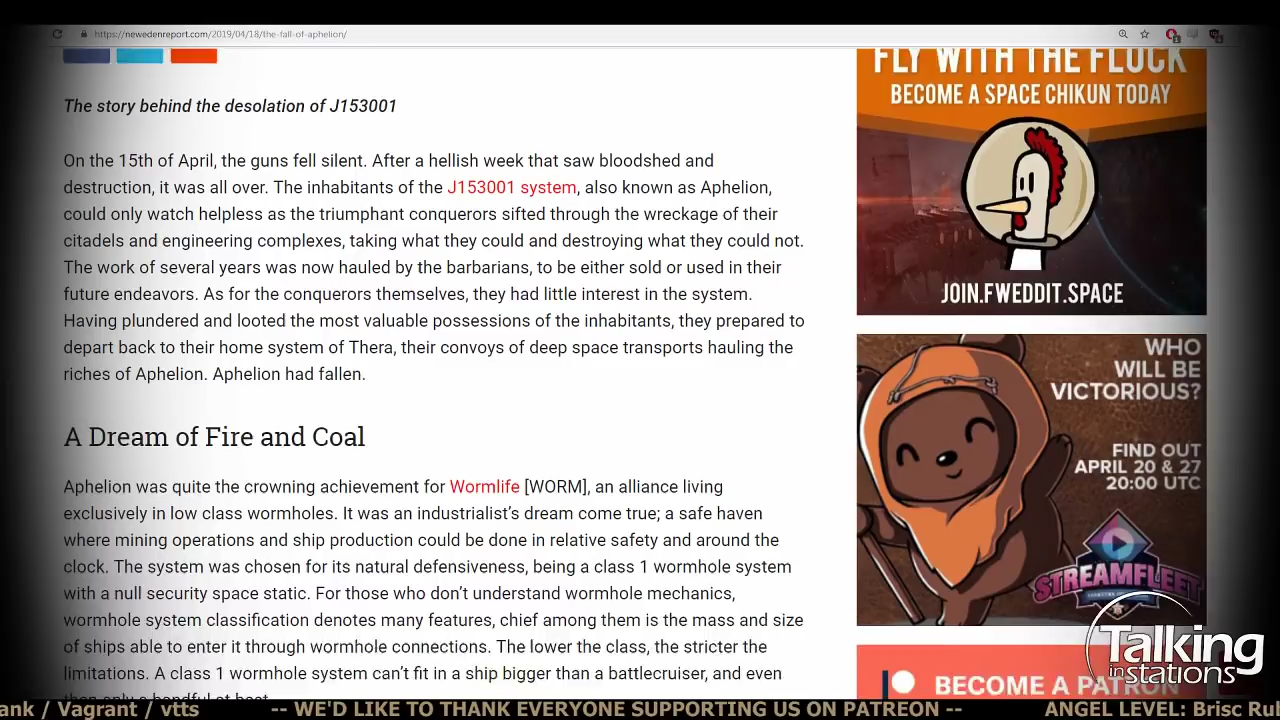 https://newedenreport.com/2019/04/18/the-fall-of-aphelion/
The story behind the desolation of J153001
On the 15th of April, the guns fell silent. After a hellish week that saw bloodshed and
destruction, it was all over. The inhabitants of the J153001 system, also known as Aphelion,
could only watch helpless as the triumphant conquerors sifted through the wreckage of their
citadels and engineering complexes, taking what they could and destroying what they could not.
The work of several years was now hauled by the barbarians, to be either sold or used in their
future endeavors. As for the conquerors themselves, they had little interest in the system.
Having plundered and looted the most valuable possessions of the inhabitants, they prepared to
depart back to their home system of Thera, their convoys of deep space transports hauling the
riches of Aphelion. Aphelion had fallen.
A Dream of Fire and Coal
Aphelion was quite the crowning achievement for Wormlife [WORM], an alliance living
exclusively in low class wormholes. It was an industrialist's dream come true; a safe haven
where mining operations and ship production could be done in relative safety and around the
clock. The system was chosen for its natural defensiveness, being a class 1 wormhole system
with a null security space static. For those who don't understand wormhole mechanics,
wormhole system classification denotes many features, chief among them is the mass and size
of ships able to enter it through wormhole connections. The lower the class, the stricter the
limitations. A class 1 wormhole system can't fit in a ship bigger than a battlecruiser, and even
than only a handful at best.
FLY WITH THE FLOCK
BECOME A SPACE CHIKUN TODAY
JOIN.FWEDDIT.SPACE
WHO
WILL BE
VICTORIOUS?
FIND OUT
APRIL 20 & 27
20:00 UTC
STREAMFLEET
BECOME A PATRON
Talking
in stations
ank / Vagrant / vtts -- WE'D LIKE TO THANK EVERYONE SUPPORTING US ON PATREON -- ANGEL LEVEL: Brisc Rul